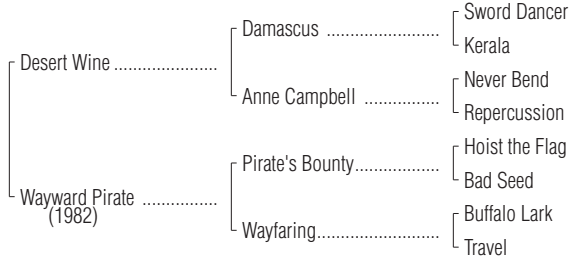 Sword Dancer
Damascus ........................
Kerala
Desert Wine ......................
Never Bend
Anne Campbell ................
Repercussion
Hoist the Flag
Pirate's Bounty..................
Bad Seed
Wayward Pirate ................
(1982)
Buffalo Lark
Wayfaring..........................
Travel